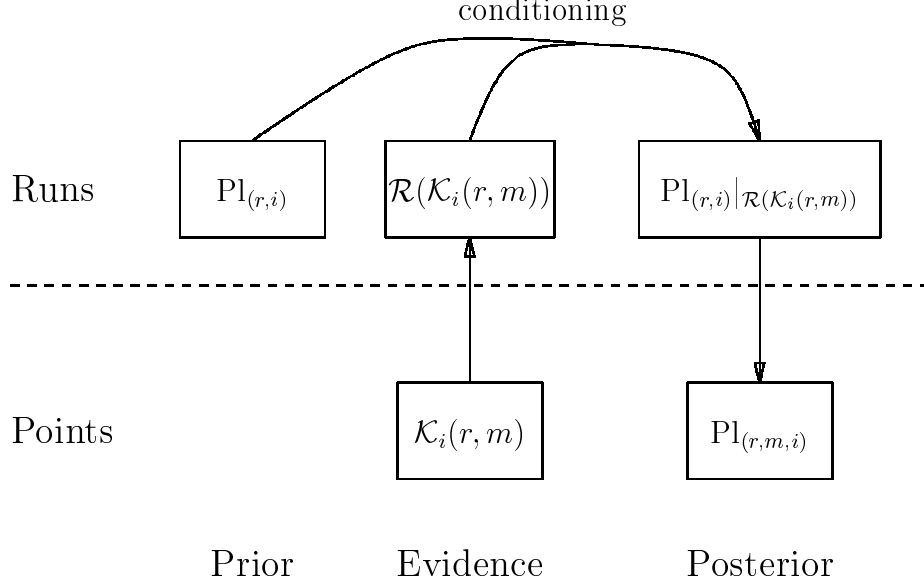 conditioning
Runs Pl_{(r,i)} \mathcal{R}(\mathcal{K}_i(r, m)) Pl_{(r,i)}|_{\mathcal{R}(\mathcal{K}_i(r,m))}
Points \mathcal{K}_i(r, m) Pl_{(r,m,i)}
Prior Evidence Posterior